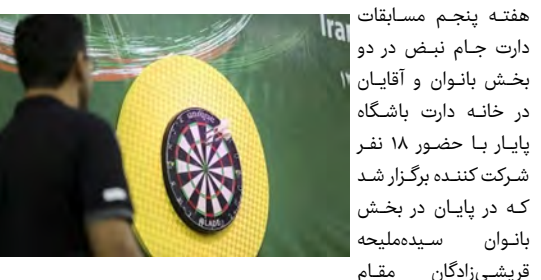 هفته پنجم مسابقات
دارت جام نبض در دو
بخش بانوان و آقایان
در خانه دارت باشگاه
پایار با حضور ۱۸ نفر
شرکت کننده برگزار شد
که در پایان در بخش
بانوان سیده‌ملیحه
قریشی‌زادگان مقام
Iran